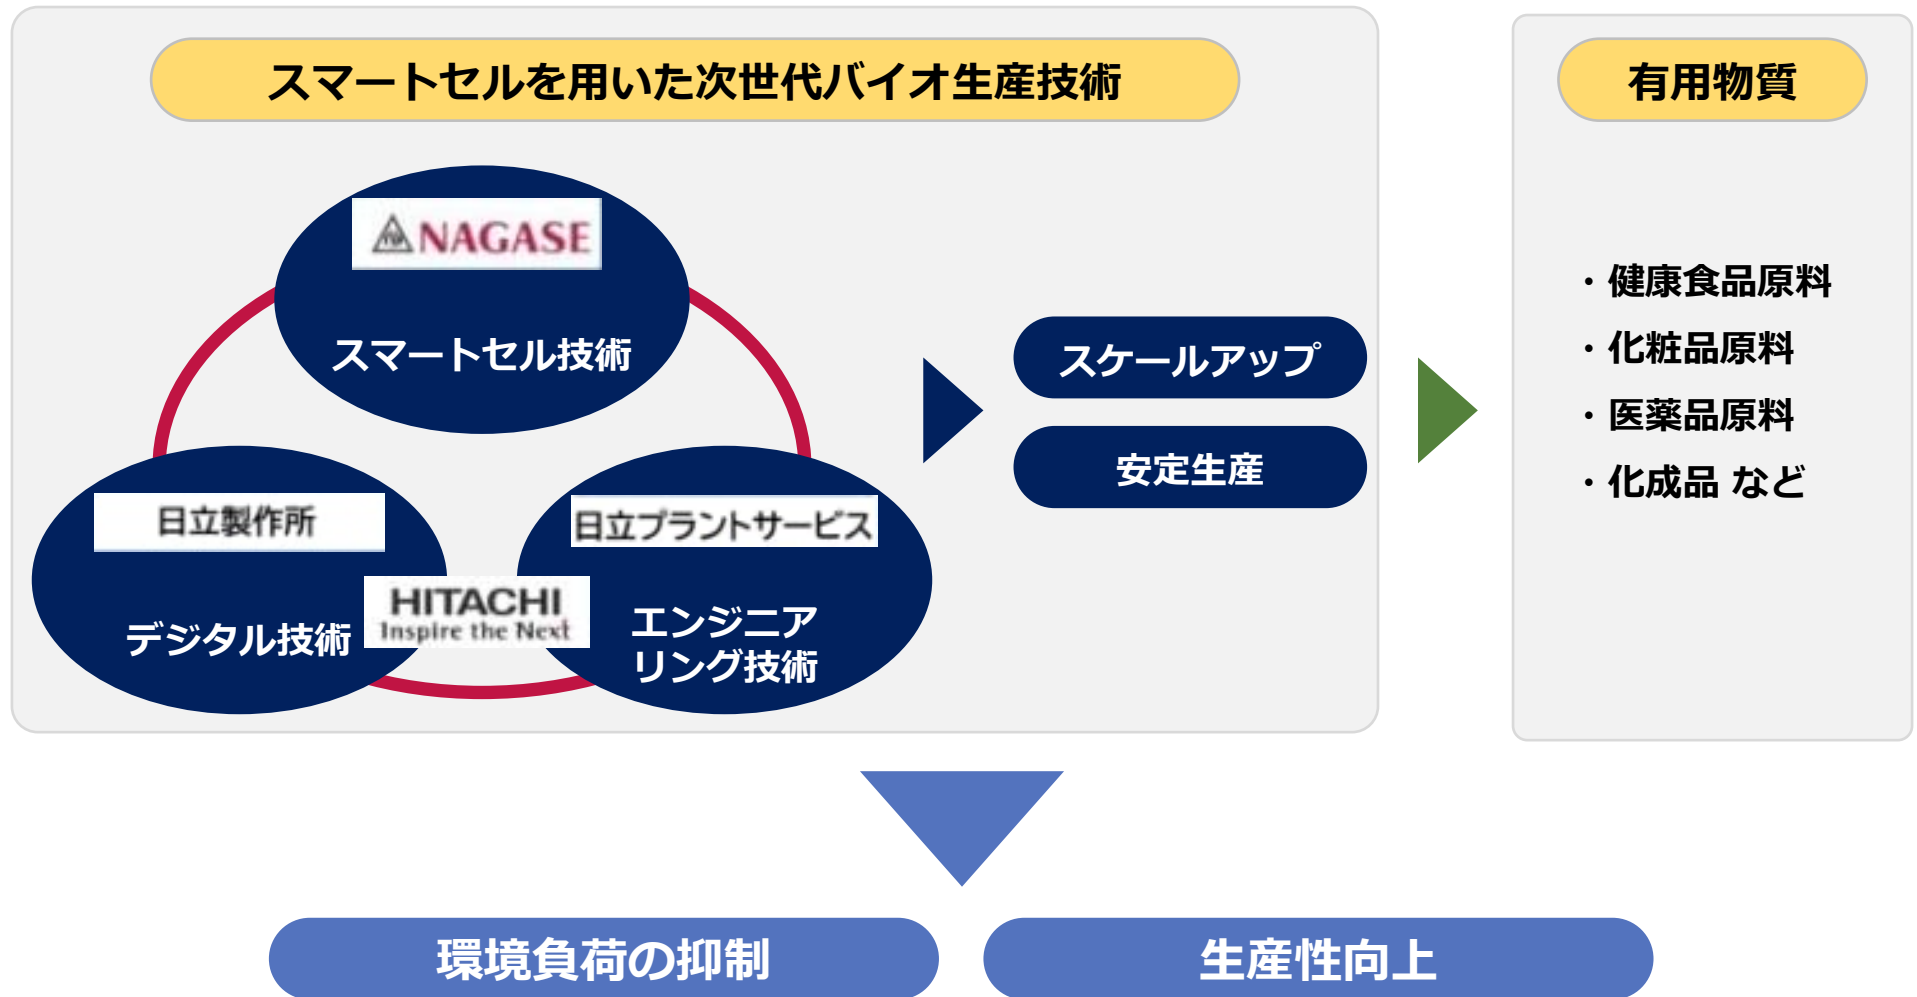 スマートセルを用いた次世代バイオ生産技術
NAGASE
スマートセル技術
日立製作所
デジタル技術
日立プラントサービス
エンジニア
リング技術
HITACHI
Inspire the Next
スケールアップ
安定生産
有用物質
・健康食品原料
・化粧品原料
・医薬品原料
・化成品 など
環境負荷の抑制
生産性向上